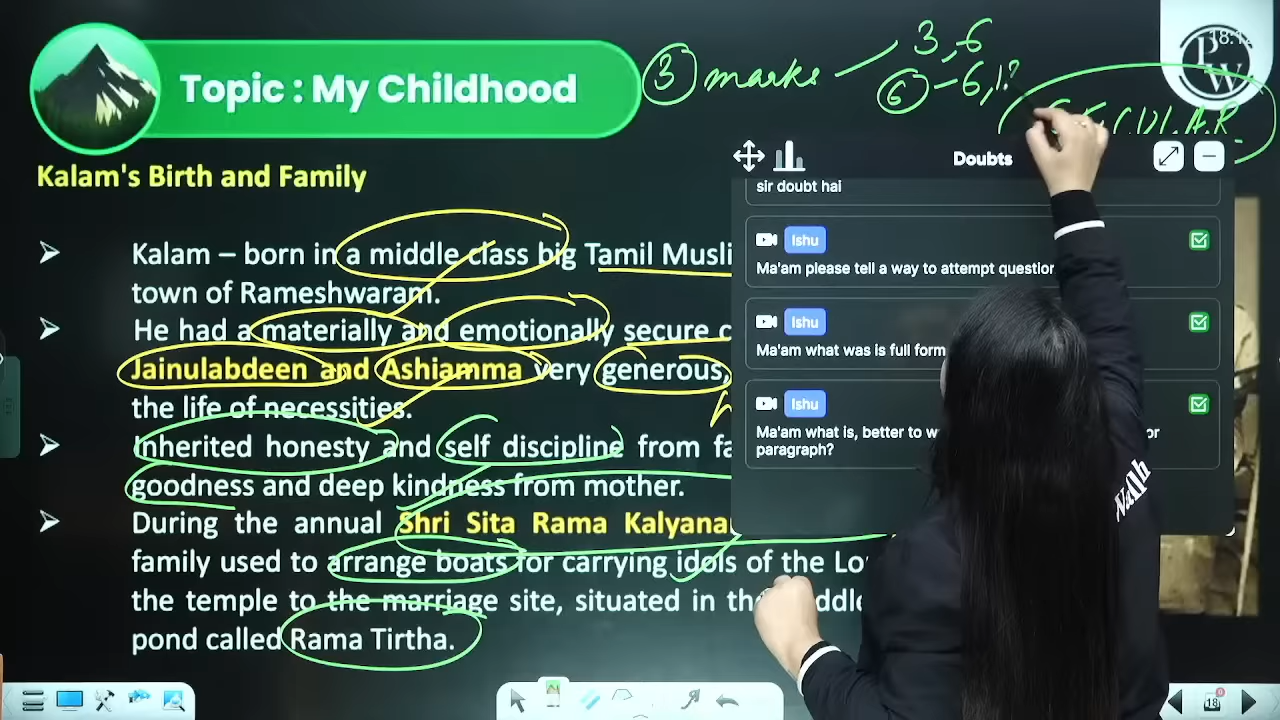 Topic : My Childhood
3 marks
3, 6
6 – 6, 1?
PW
Kalam's Birth and Family
Kalam – born in a middle class big Tamil Musli
town of Rameshwaram.
He had a materially and emotionally secure c
Jainulabdeen and Ashiamma very generous,
the life of necessities.
Inherited honesty and self discipline from fa
goodness and deep kindness from mother.
During the annual Shri Sita Rama Kalyana
family used to arrange boats for carrying idols of the Lo
the temple to the marriage site, situated in the
pond called Rama Tirtha.
Doubts
sir doubt hai
Ishu
Ma'am please tell a way to attempt question
Ishu
Ma'am what was is full form
Ishu
Ma'am what is, better to w or
paragraph?
18